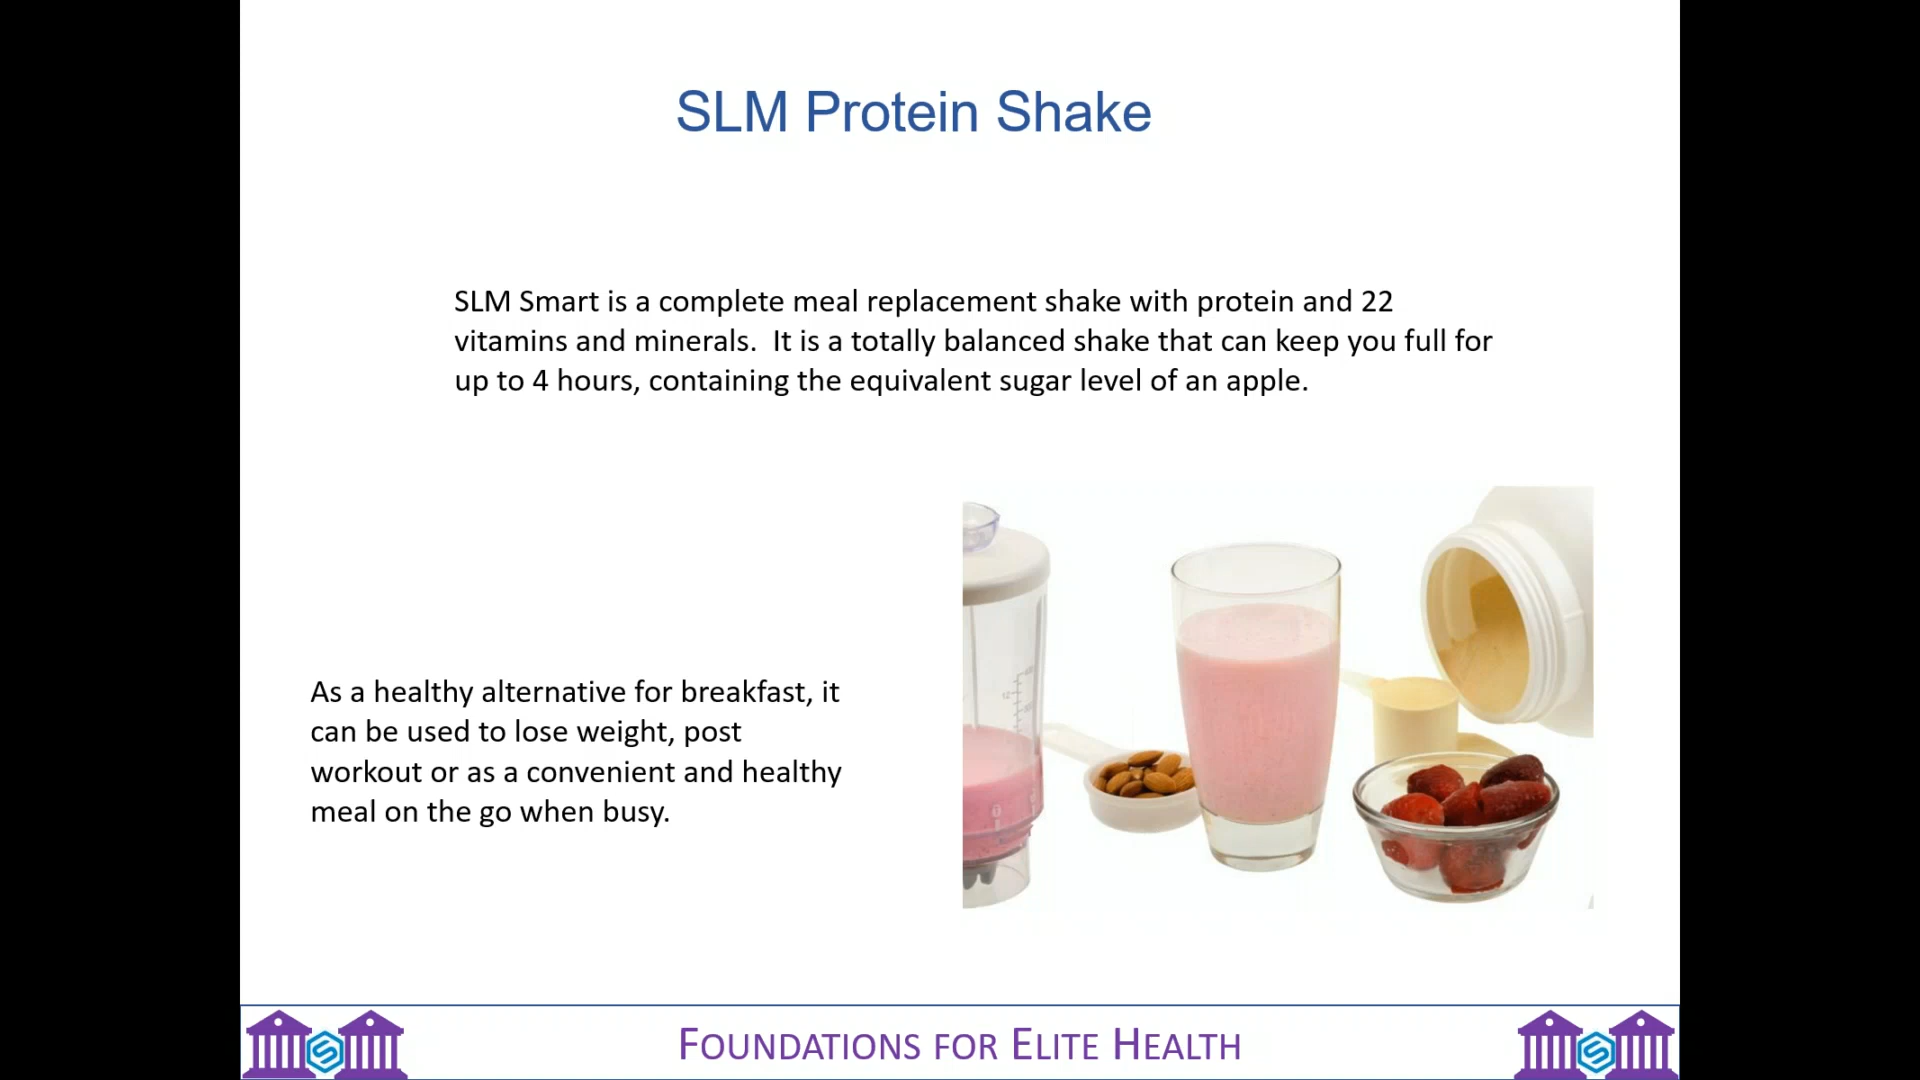 SLM Protein Shake
SLM Smart is a complete meal replacement shake with protein and 22
vitamins and minerals.  It is a totally balanced shake that can keep you full for
up to 4 hours, containing the equivalent sugar level of an apple.
As a healthy alternative for breakfast, it
can be used to lose weight, post
workout or as a convenient and healthy
meal on the go when busy.
FOUNDATIONS FOR ELITE HEALTH